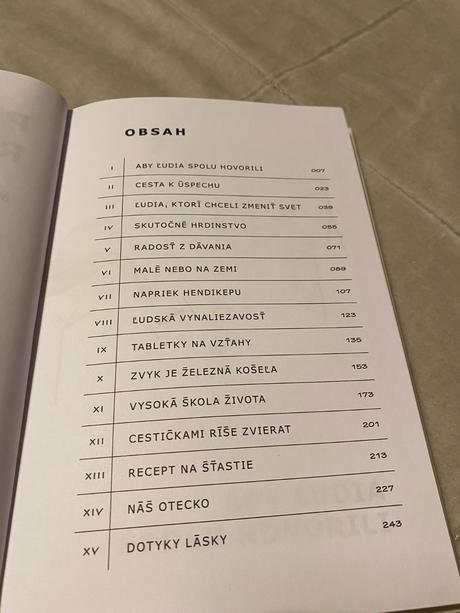 OBSAH
I ABY ĽUDIA SPOLU HOVORILI 007
II CESTA K ÚSPECHU 023
III ĽUDIA, KTORÍ CHCELI ZMENIŤ SVET 039
IV SKUTOČNÉ HRDINSTVO 055
V RADOSŤ Z DÁVANIA 071
VI MALÉ NEBO NA ZEMI 089
VII NAPRIEK HENDIKEPU 107
VIII ĽUDSKÁ VYNALIEZAVOSŤ 123
IX TABLETKY NA VZŤAHY 135
X ZVYK JE ŽELEZNÁ KOŠEĽA 153
XI VYSOKÁ ŠKOLA ŽIVOTA 173
XII CESTIČKAMI RÍŠE ZVIERAT 201
XIII RECEPT NA ŠŤASTIE 213
XIV NÁŠ OTECKO 227
XV DOTYKY LÁSKY 243